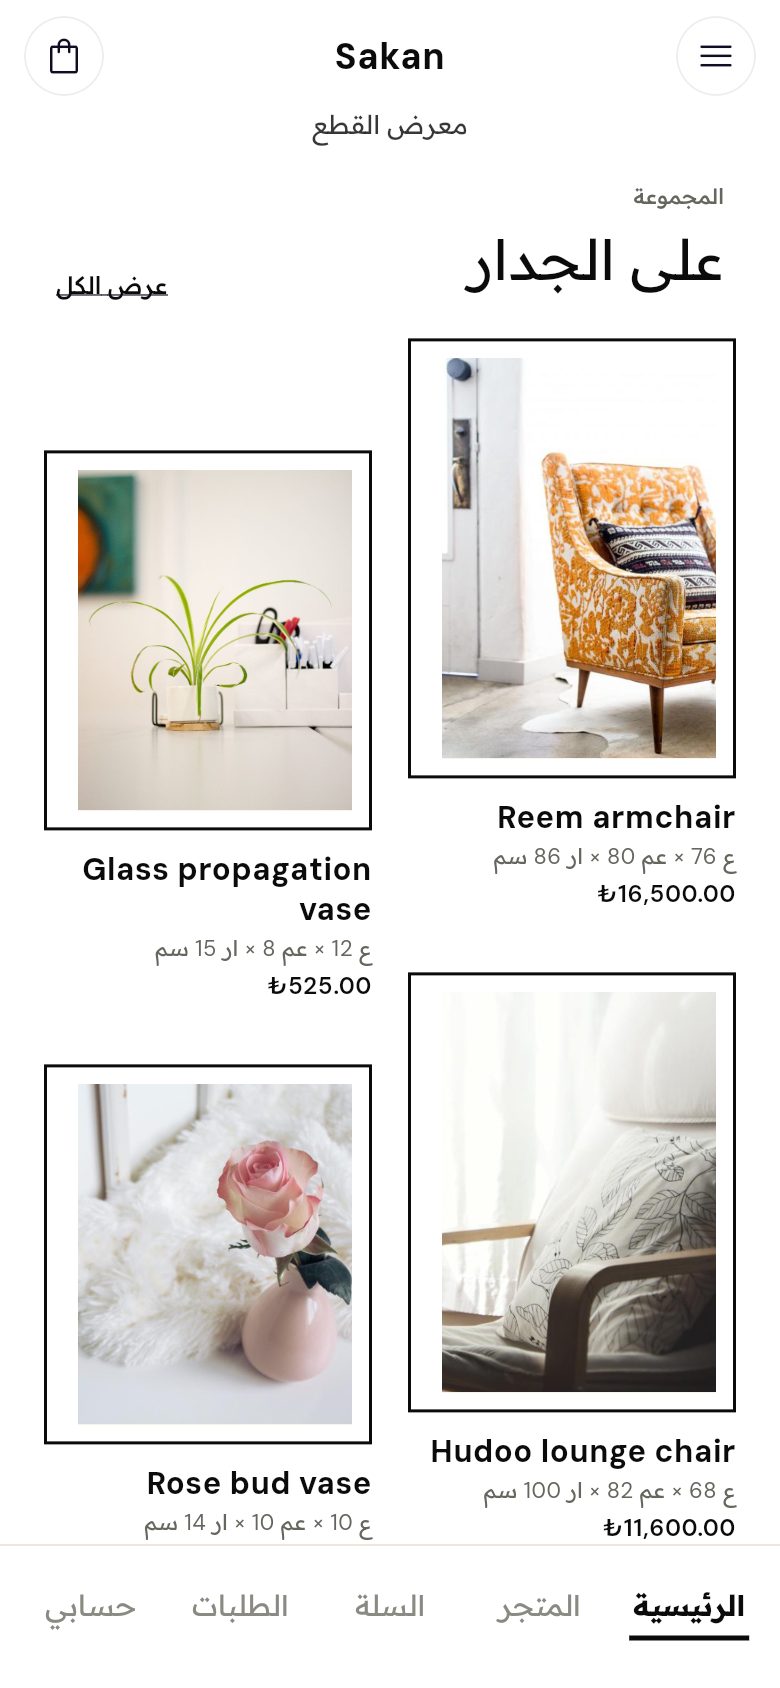 Sakan
معرض القطع
المجموعة
على الجدار
عرض الكل
Reem armchair
ع 76 × عم 80 × ار 86 سم
₺16,500.00
Glass propagation
vase
ع 12 × عم 8 × ار 15 سم
₺525.00
Hudoo lounge chair
ع 68 × عم 82 × ار 100 سم
₺11,600.00
Rose bud vase
ع 10 × عم 10 × ار 14 سم
الرئيسية
المتجر
السلة
الطلبات
حسابي